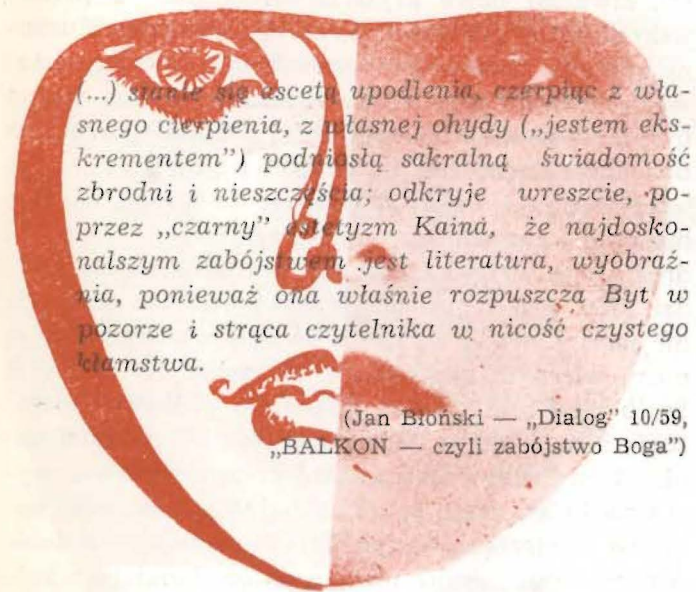 (...) stanie się ascetą upodlenia, czerpiąc z wła-
snego cierpienia, z własnej ohydy („jestem eks-
krementem”) podniosłą sakralną świadomość
zbrodni i nieszczęścia; odkryje wreszcie, po-
przez „czarny” estetyzm Kaina, że najdosko-
nalszym zabójstwem jest literatura, wyobraź-
nia, ponieważ ona właśnie rozpuszcza Byt w
pozorze i strąca czytelnika w nicość czystego
kłamstwa.
(Jan Błoński — „Dialog” 10/59,
„BALKON — czyli zabójstwo Boga”)